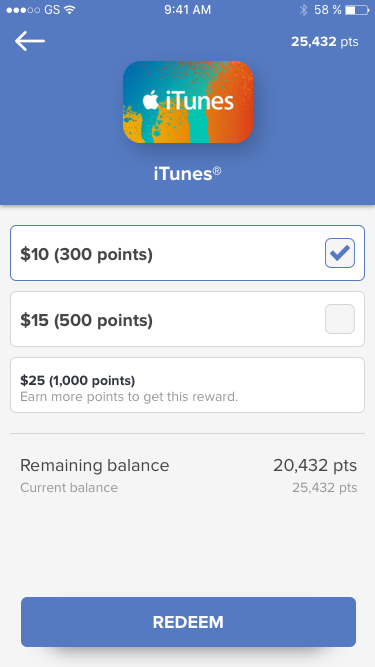 GS 9:41 AM 58 %
25,432 pts
iTunes
iTunes®
$10 (300 points)
$15 (500 points)
$25 (1,000 points)
Earn more points to get this reward.
Remaining balance 20,432 pts
Current balance 25,432 pts
REDEEM